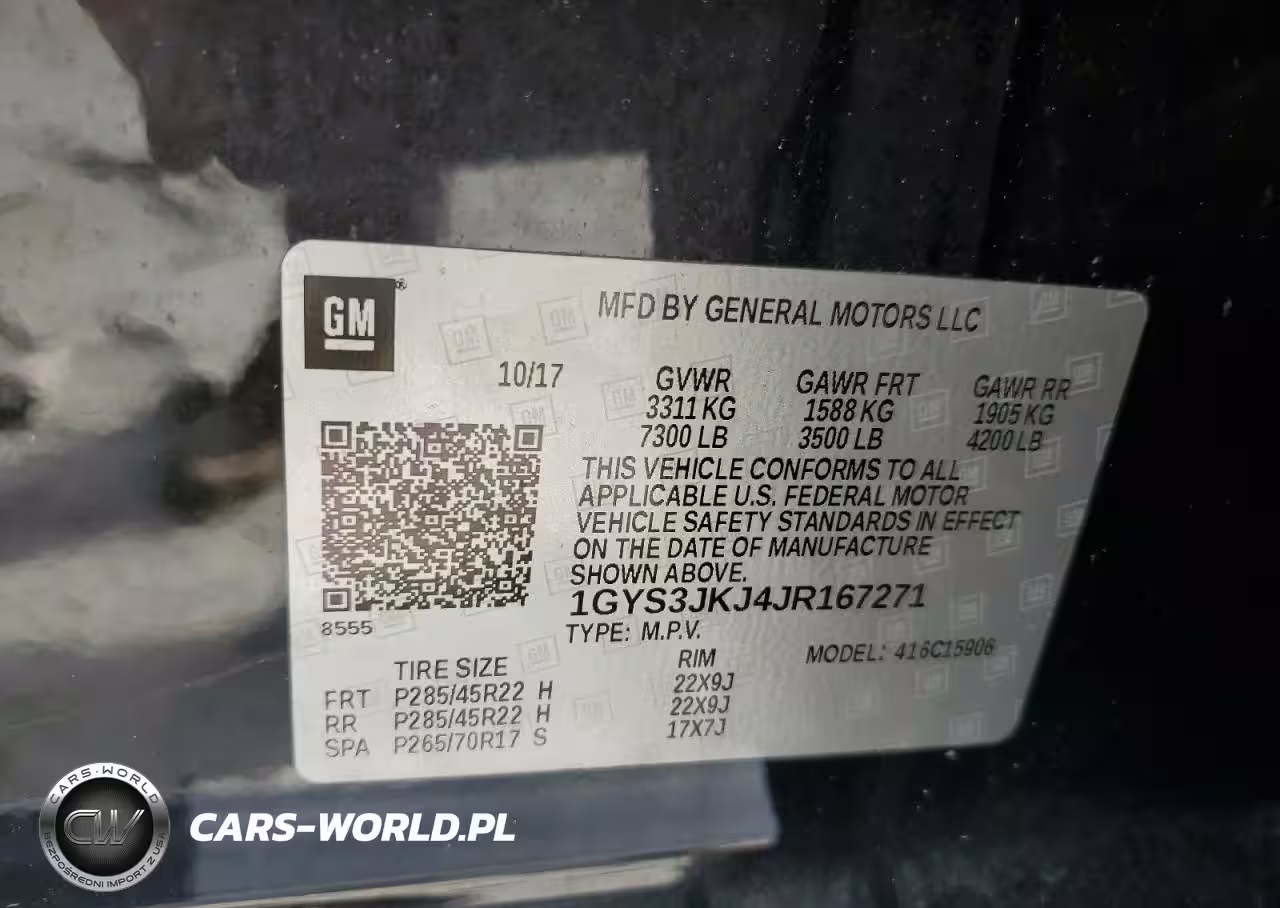 GM
MFD BY GENERAL MOTORS LLC
10/17 GVWR GAWR FRT GAWR RR
3311 KG 1588 KG 1905 KG
7300 LB 3500 LB 4200 LB
THIS VEHICLE CONFORMS TO ALL
APPLICABLE U.S. FEDERAL MOTOR
VEHICLE SAFETY STANDARDS IN EFFECT
ON THE DATE OF MANUFACTURE
SHOWN ABOVE.
1GYS3JKJ4JR167271
8555
TYPE: M.P.V. MODEL: 416C15906
TIRE SIZE RIM
FRT P285/45R22 H 22X9J
RR P285/45R22 H 22X9J
SPA P265/70R17 S 17X7J
CARS-WORLD
CW
BEZPOŚREDNI IMPORT Z USA
CARS-WORLD.PL